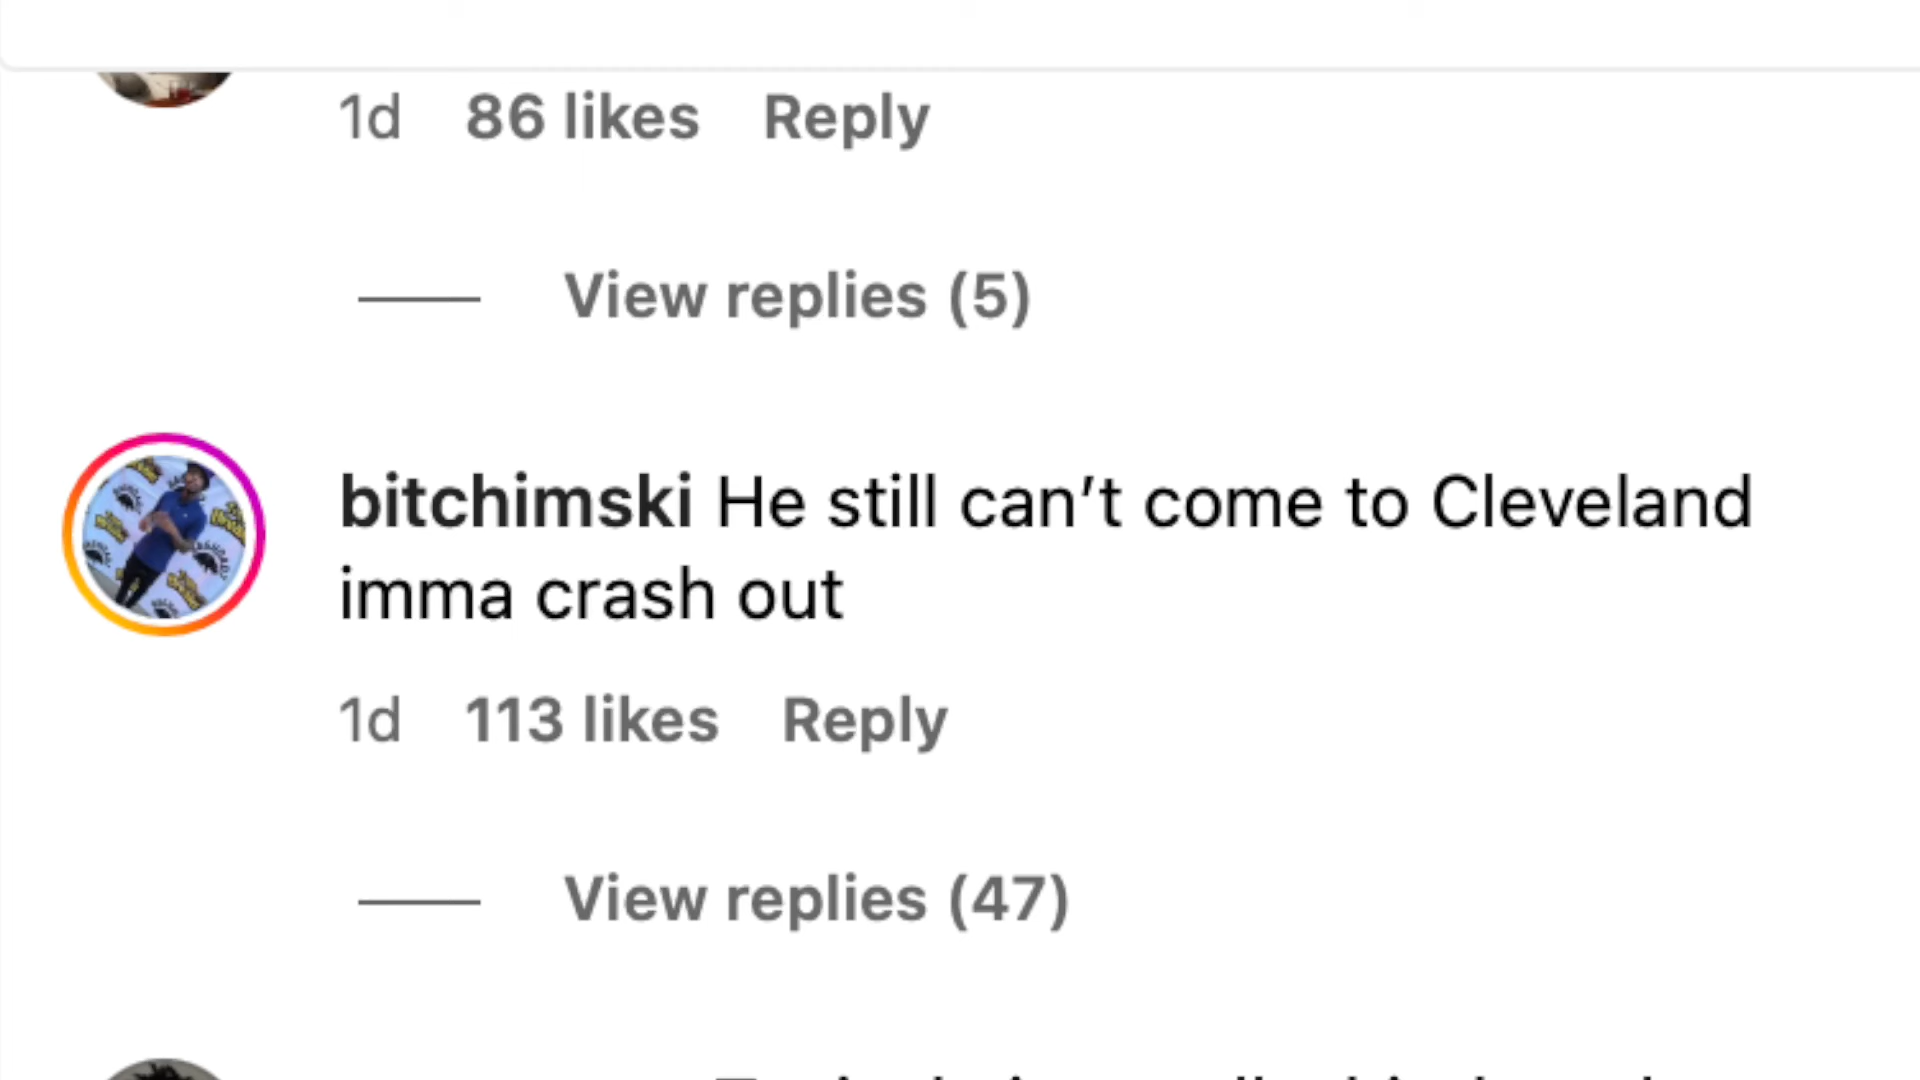 1d 86 likes Reply
View replies (5)
bitchimski He still can’t come to Cleveland
imma crash out
1d 113 likes Reply
View replies (47)